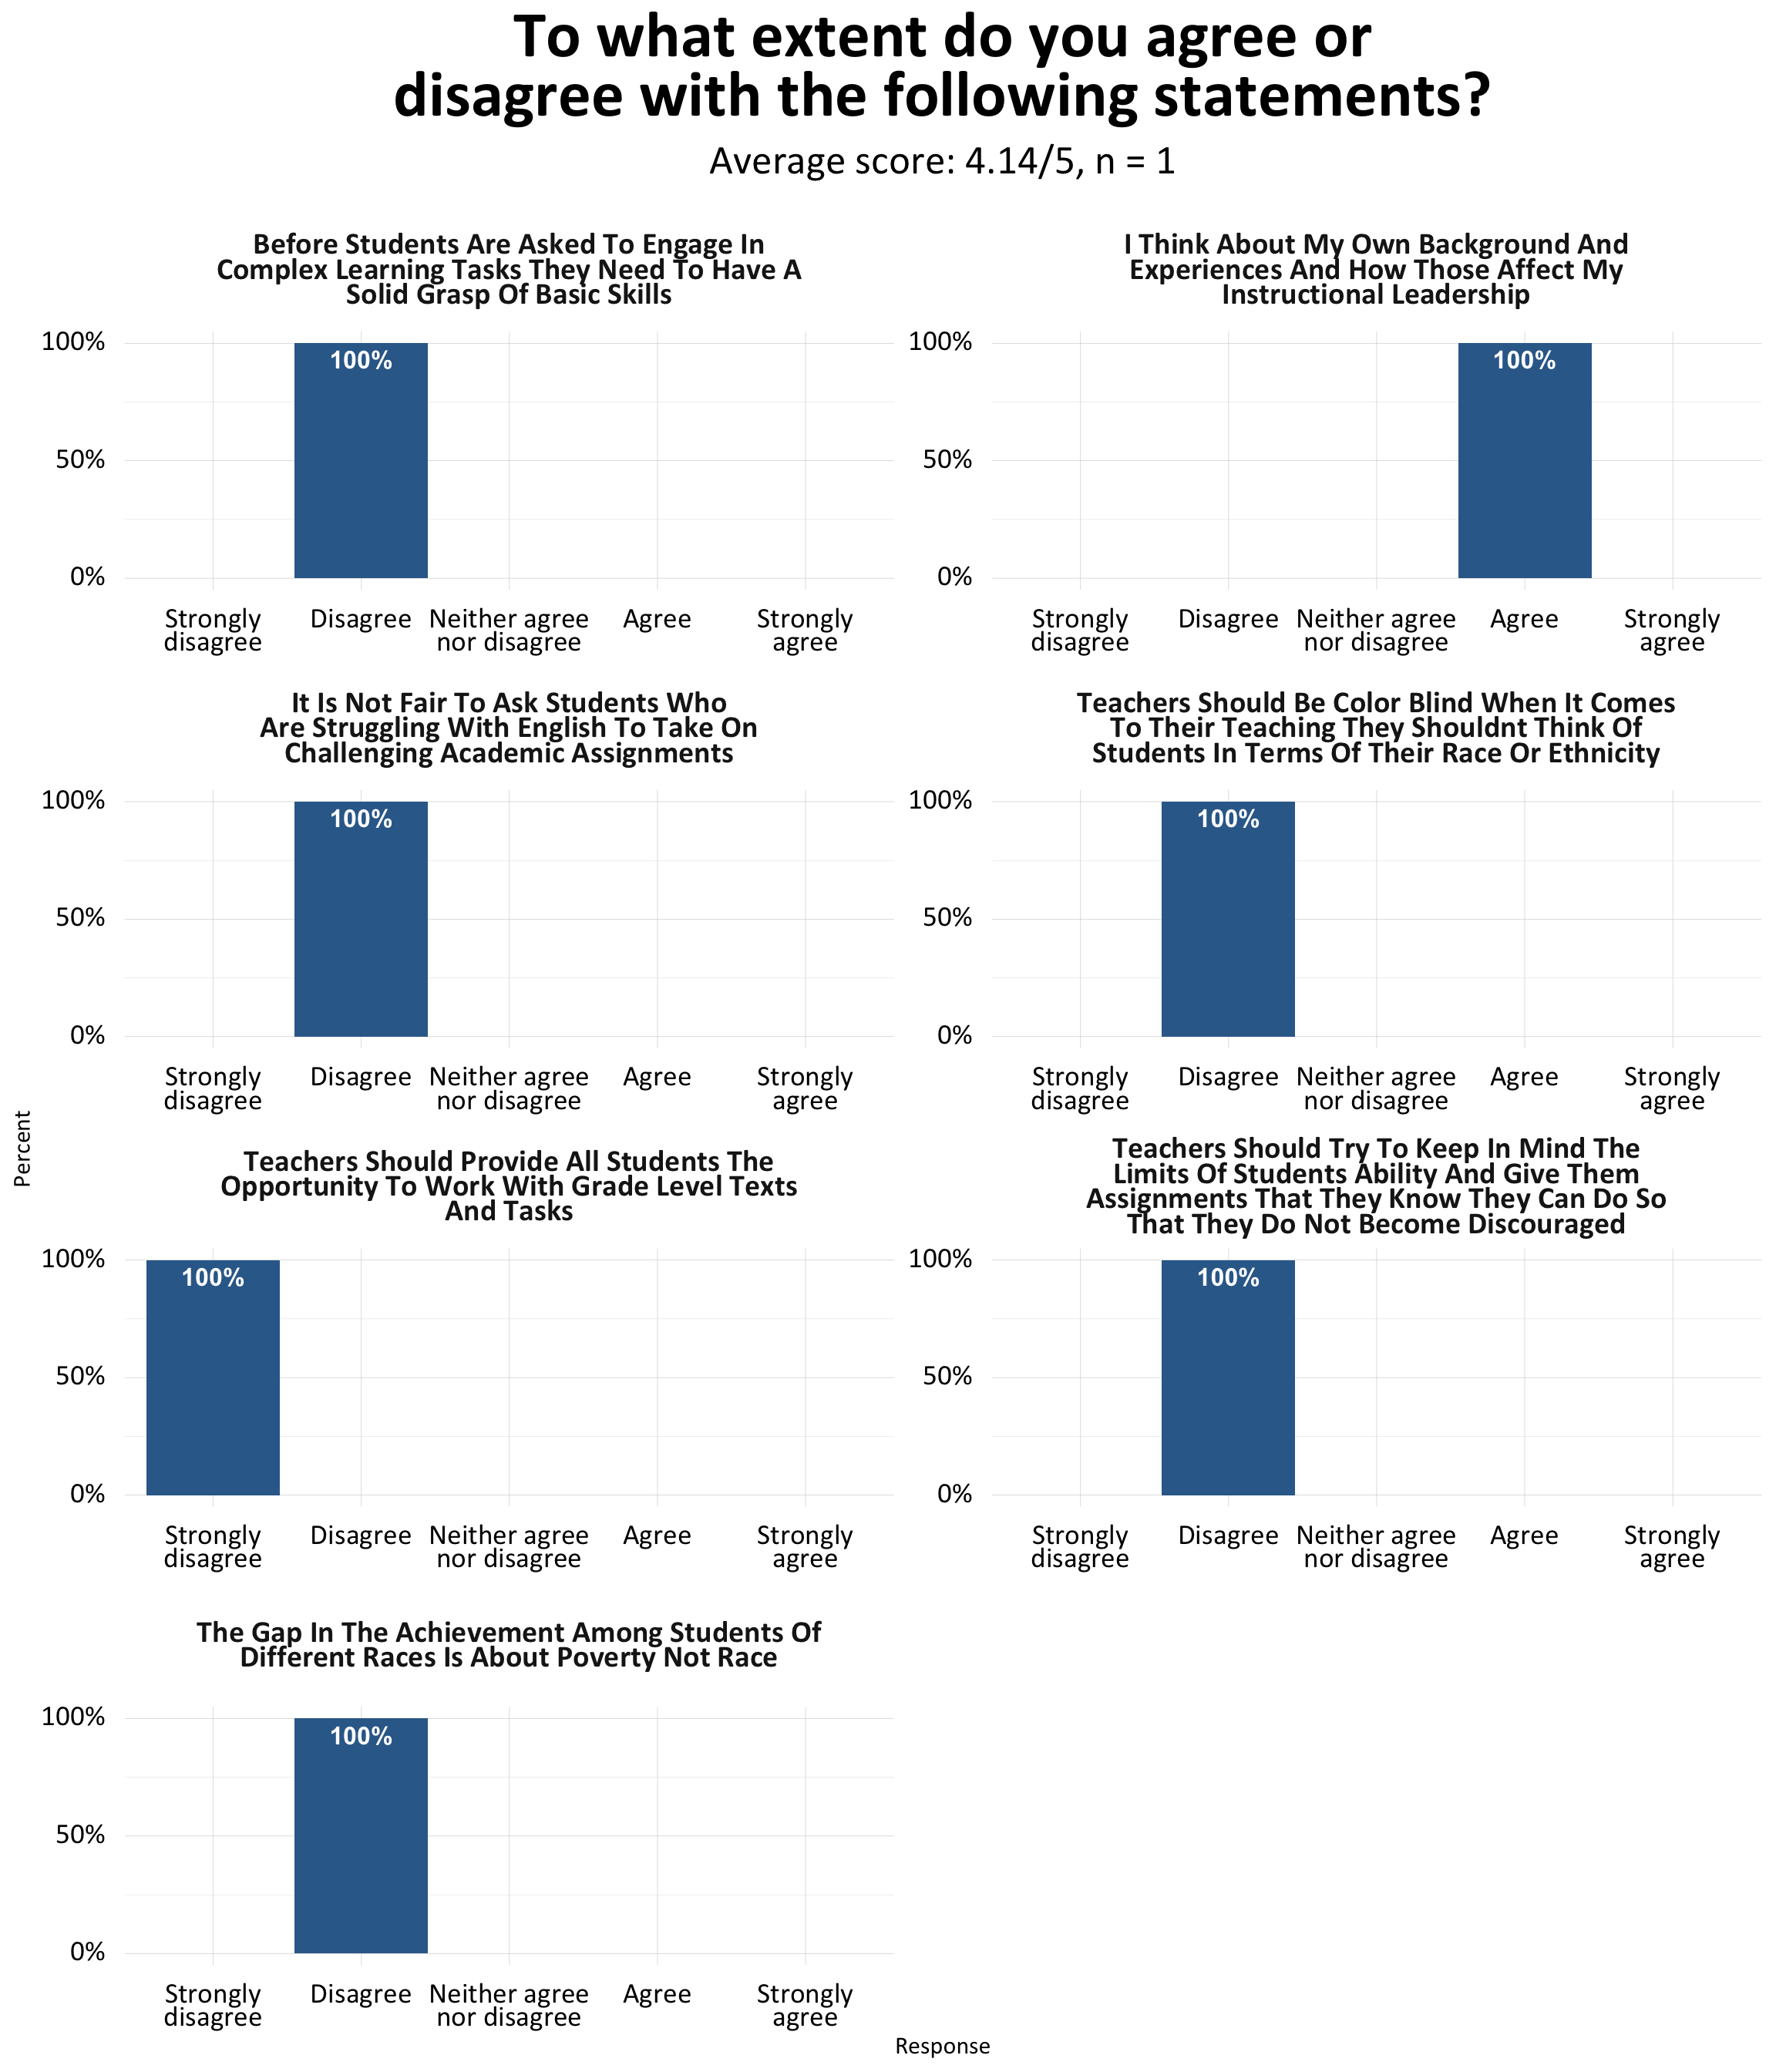 To what extent do you agree or
disagree with the following statements?
Average score: 4.14/5, n = 1
Before Students Are Asked To Engage In
Complex Learning Tasks They Need To Have A
Solid Grasp Of Basic Skills
100%
50%
0%
100%
Strongly
disagree
Disagree
Neither agree
nor disagree
Agree
Strongly
agree
I Think About My Own Background And
Experiences And How Those Affect My
Instructional Leadership
100%
50%
0%
100%
Strongly
disagree
Disagree
Neither agree
nor disagree
Agree
Strongly
agree
It Is Not Fair To Ask Students Who
Are Struggling With English To Take On
Challenging Academic Assignments
100%
50%
0%
100%
Strongly
disagree
Disagree
Neither agree
nor disagree
Agree
Strongly
agree
Teachers Should Be Color Blind When It Comes
To Their Teaching They Shouldnt Think Of
Students In Terms Of Their Race Or Ethnicity
100%
50%
0%
100%
Strongly
disagree
Disagree
Neither agree
nor disagree
Agree
Strongly
agree
Percent
Teachers Should Provide All Students The
Opportunity To Work With Grade Level Texts
And Tasks
100%
50%
0%
100%
Strongly
disagree
Disagree
Neither agree
nor disagree
Agree
Strongly
agree
Teachers Should Try To Keep In Mind The
Limits Of Students Ability And Give Them
Assignments That They Know They Can Do So
That They Do Not Become Discouraged
100%
50%
0%
100%
Strongly
disagree
Disagree
Neither agree
nor disagree
Agree
Strongly
agree
The Gap In The Achievement Among Students Of
Different Races Is About Poverty Not Race
100%
50%
0%
100%
Strongly
disagree
Disagree
Neither agree
nor disagree
Agree
Strongly
agree
Response